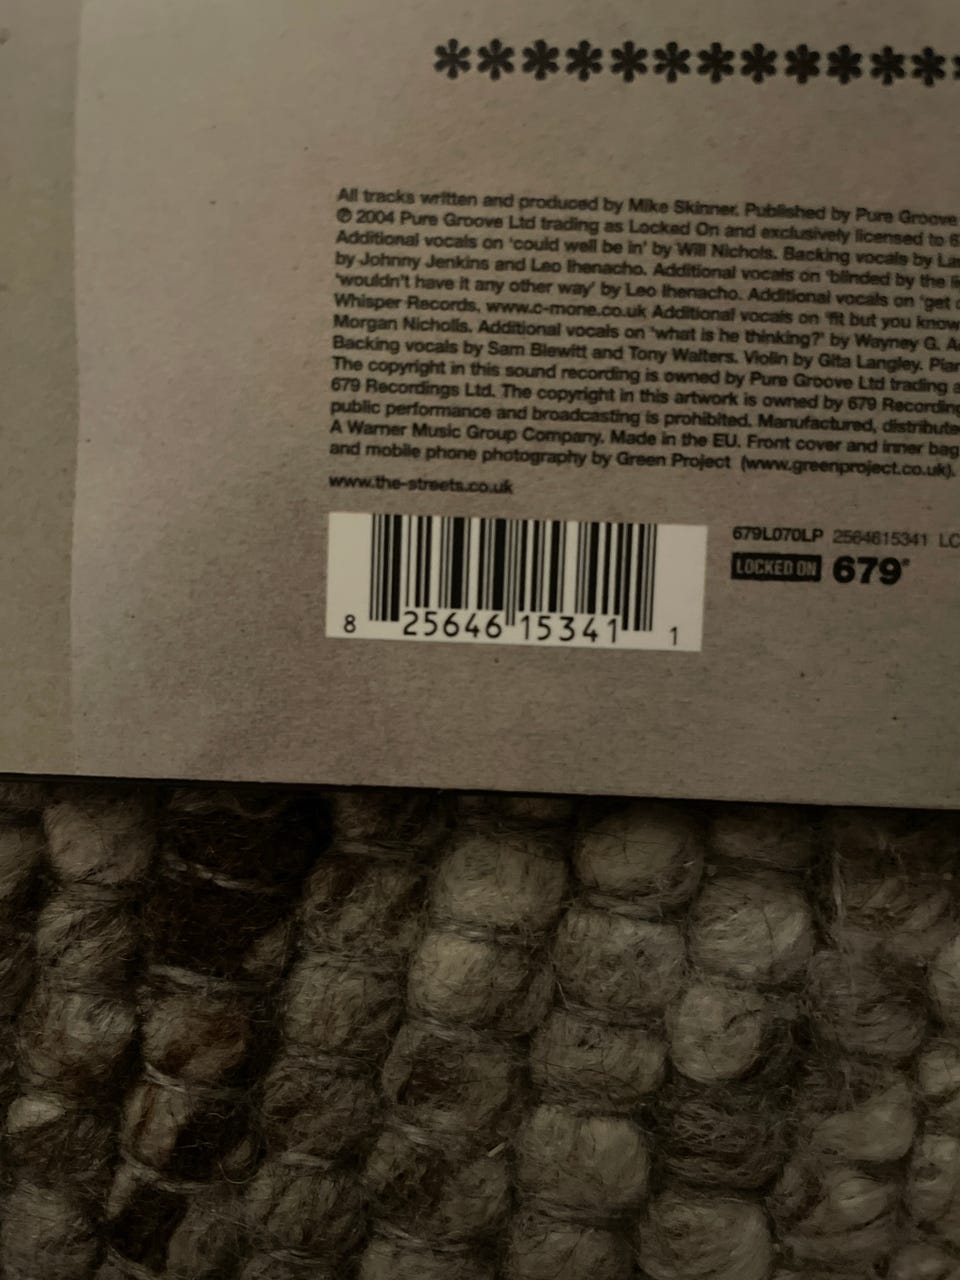 ************
All tracks written and produced by Mike Skinner. Published by Pure Groove
℗ 2004 Pure Groove Ltd trading as Locked On and exclusively licensed to 6
Additional vocals on 'could well be in' by Will Nichols. Backing vocals by La
by Johnny Jenkins and Leo Ihenacho. Additional vocals on 'blinded by the li
'wouldn't have it any other way' by Leo Ihenacho. Additional vocals on 'get
Whisper Records, www.c-mone.co.uk Additional vocals on 'fit but you know
Morgan Nicholls. Additional vocals on 'what is he thinking?' by Wayney G. A
Backing vocals by Sam Blewitt and Tony Walters. Violin by Gita Langley. Pia
The copyright in this sound recording is owned by Pure Groove Ltd trading a
679 Recordings Ltd. The copyright in this artwork is owned by 679 Recording
public performance and broadcasting is prohibited. Manufactured, distribute
A Warner Music Group Company. Made in the EU. Front cover and inner bag
and mobile phone photography by Green Project (www.greenproject.co.uk).
www.the-streets.co.uk
679L070LP 2564615341 LC
LOCKED ON 679
8 25646 15341 1